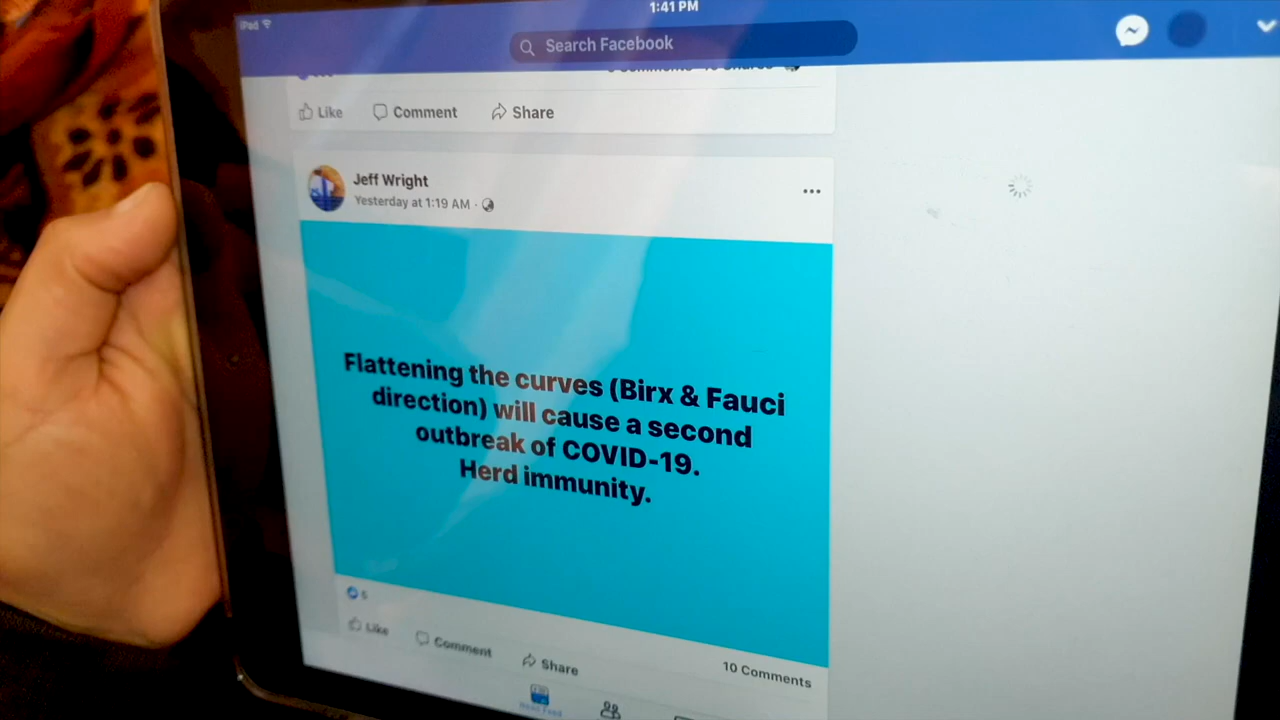 iPad
1:41 PM
Search Facebook
Like Comment Share
Jeff Wright
Yesterday at 1:19 AM ·
Flattening the curves (Birx & Fauci
direction) will cause a second
outbreak of COVID-19.
Herd immunity.
10 Comments
Like Comment Share